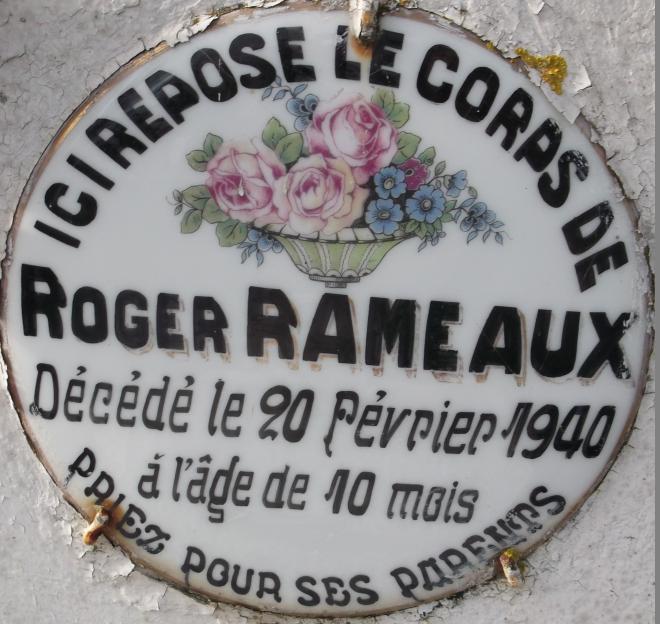 ICI REPOSE LE CORPS DE
ROGER RAMEAUX
Décédé le 20 Février 1940
à l'âge de 10 mois
PRIEZ POUR SES PARENTS